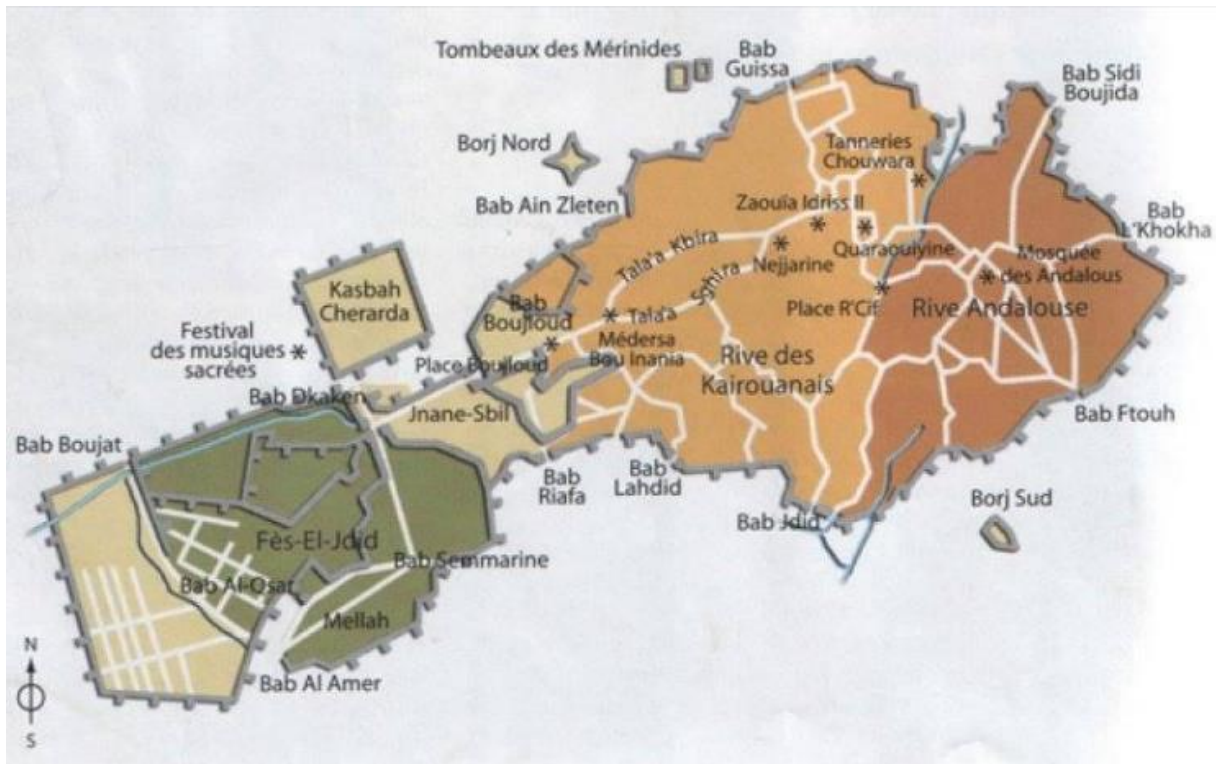 Tombeaux des Mérinides
Bab
Guissa
Bab Sidi
Boujida
Borj Nord
Tanneries
Chouwara
Bab Ain Zleten
Zaouïa Idriss II
Bab
L'Khokha
Tala'a Kbira
Quaraouiyine
Nejjarine
Mosquée
des Andalous
Kasbah
Cherarda
Sghira
Tala'a
Place R'Cif
Rive Andalouse
Bab
Boujloud
Festival
des musiques
sacrées
Médersa
Bou Inania
Place Boujloud
Rive des
Kairouanais
Bab Dkaken
Jnane-Sbil
Bab Ftouh
Bab Boujat
Bab
Riafa
Bab
Lahdid
Borj Sud
Bab Jdid
Fès-El-Jdid
Bab Semmarine
Bab Al-Qsar
Mellah
Bab Al Amer
N
S